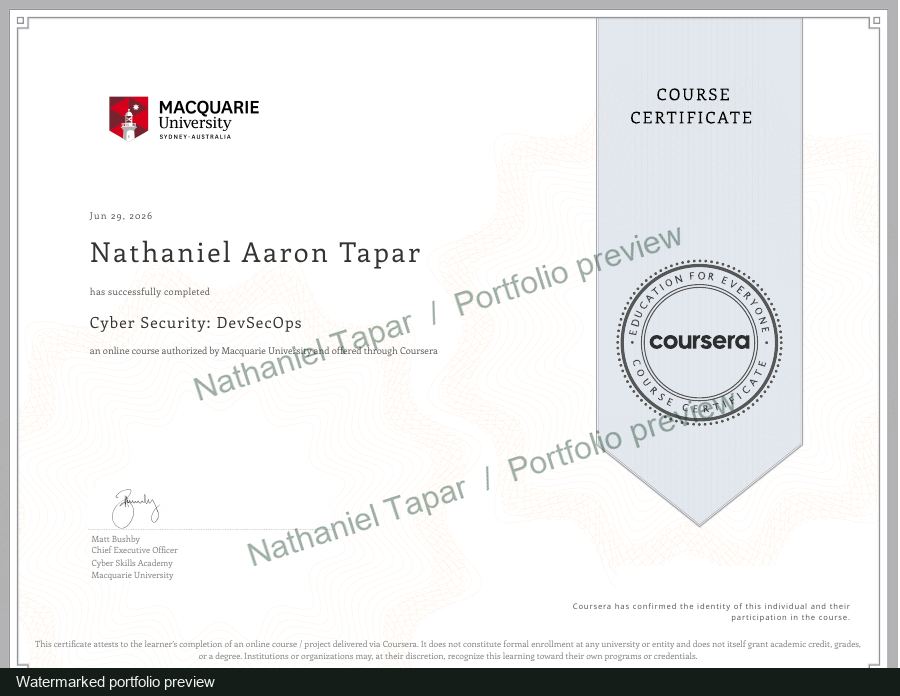 MACQUARIE
University
SYDNEY·AUSTRALIA
COURSE
CERTIFICATE
Jun 29, 2026
Nathaniel Aaron Tapar
has successfully completed
Cyber Security: DevSecOps
an online course authorized by Macquarie University and offered through Coursera
EDUCATION FOR EVERYONE
coursera
COURSE CERTIFICATE
Nathaniel Tapar / Portfolio preview
Nathaniel Tapar / Portfolio preview
Matt Bushby
Chief Executive Officer
Cyber Skills Academy
Macquarie University
Coursera has confirmed the identity of this individual and their
participation in the course.
This certificate attests to the learner's completion of an online course / project delivered via Coursera. It does not constitute formal enrollment at any university or entity and does not itself grant academic credit, grades,
or a degree. Institutions or organizations may, at their discretion, recognize this learning toward their own programs or credentials.
Watermarked portfolio preview